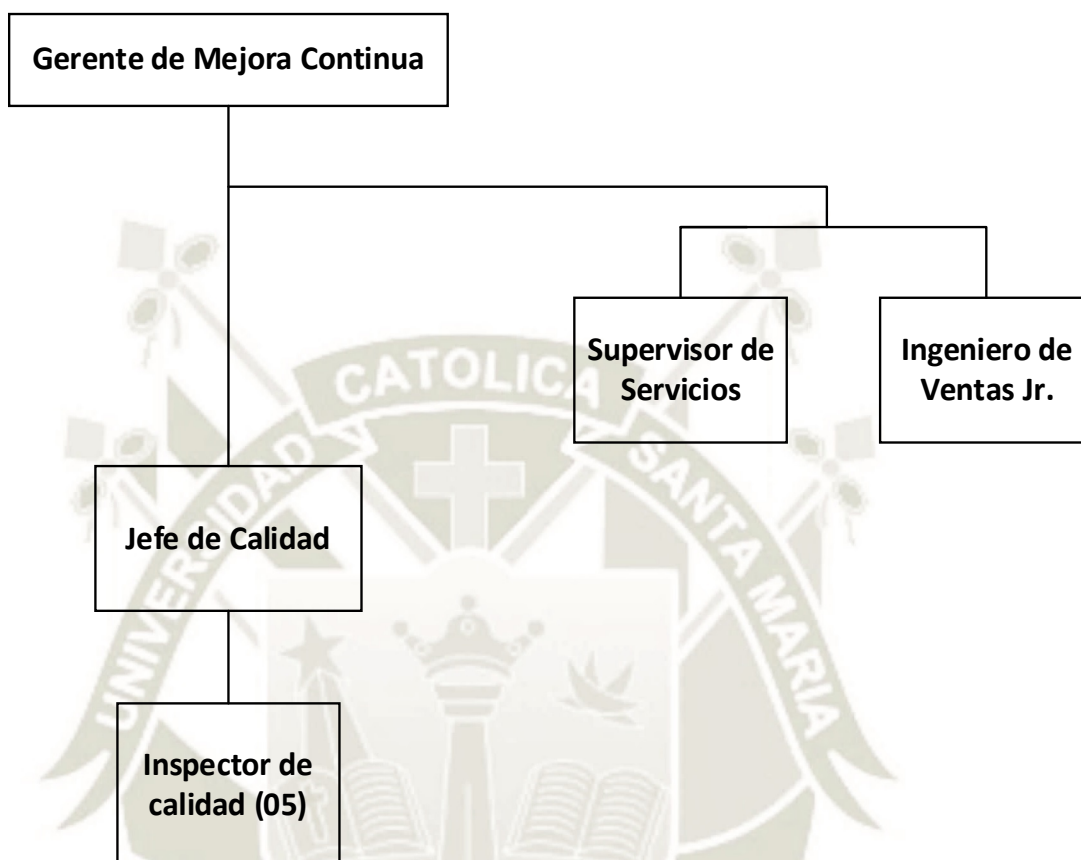 Gerente de Mejora Continua
Supervisor de
Servicios
Ingeniero de
Ventas Jr.
Jefe de Calidad
Inspector de
calidad (05)
UNIVERSIDAD CATOLICA SANTA MARIA